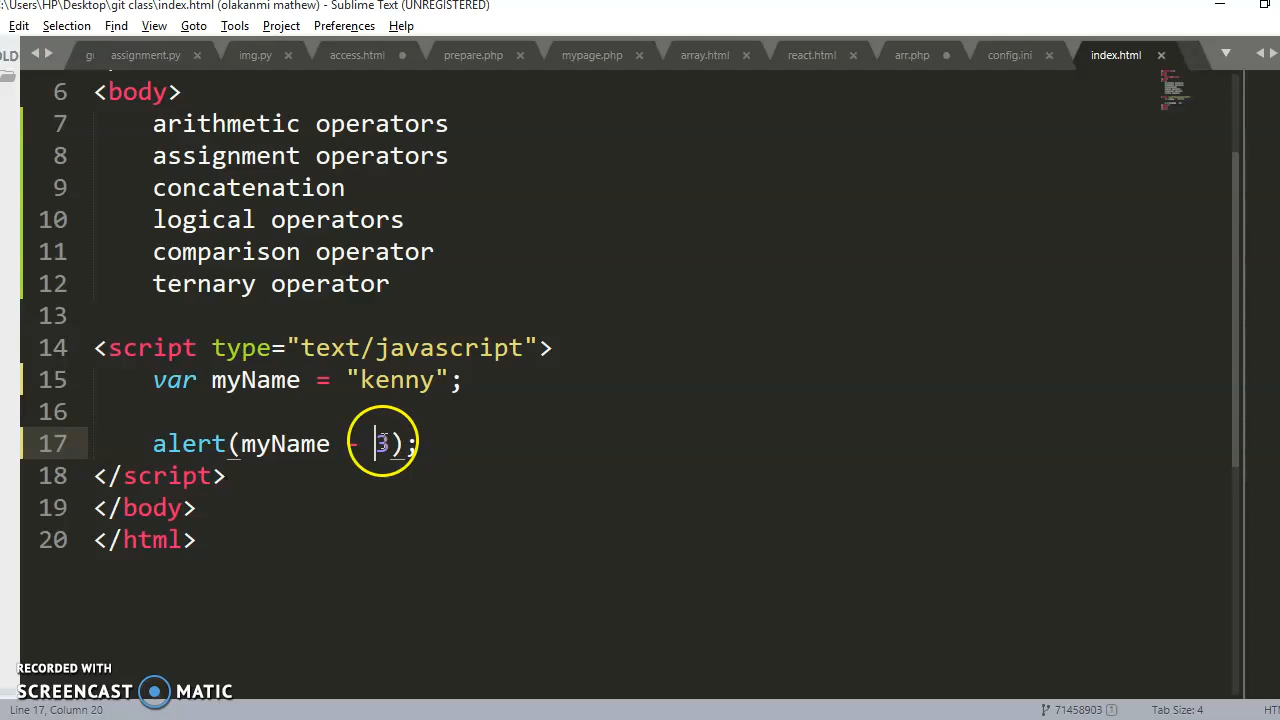 :\Users\HP\Desktop\git class\index.html (olakanmi mathew) - Sublime Text (UNREGISTERED)
Edit Selection Find View Goto Tools Project Preferences Help
OLD assignment.py img.py access.html prepare.php mypage.php array.html react.html arr.php config.ini index.html
6 <body>
7 arithmetic operators
8 assignment operators
9 concatenation
10 logical operators
11 comparison operator
12 ternary operator
13
14 <script type="text/javascript">
15 var myName = "kenny";
16
17 alert(myName - 3);
18 </script>
19 </body>
20 </html>
RECORDED WITH
SCREENCAST MATIC
Line 17, Column 20 71458903 1 Tab Size: 4 HT